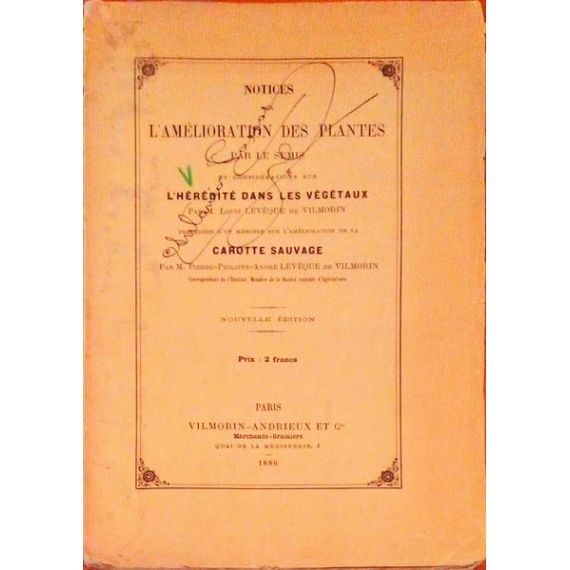 NOTICES
L'AMÉLIORATION DES PLANTES
PAR LE SEMIS
ET CONSIDÉRATIONS SUR
L'HÉRÉDITÉ DANS LES VÉGÉTAUX
PAR M. LOUIS LÉVÊQUE DE VILMORIN
PRÉCÉDÉES D'UN MÉMOIRE SUR L'AMÉLIORATION DE LA
CAROTTE SAUVAGE
PAR M. PIERRE-PHILIPPE-ANDRÉ LÉVÊQUE DE VILMORIN
Correspondant de l'Institut, Membre de la Société centrale d'Agriculture
NOUVELLE ÉDITION
Prix : 2 francs
PARIS
VILMORIN-ANDRIEUX ET Cie
Marchands-Grainiers
QUAI DE LA MÉGISSERIE, 4
1886
V